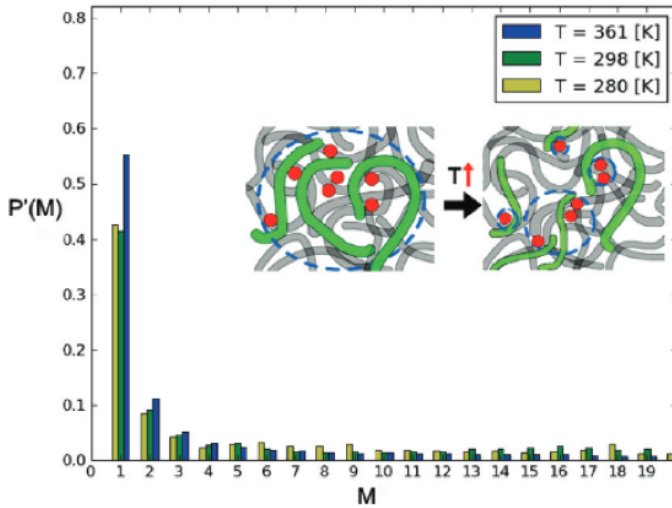 0.8
0.7
0.6
0.5
0.4
0.3
0.2
0.1
0.0
P'(M)
T = 361 [K]
T = 298 [K]
T = 280 [K]
T↑
0 1 2 3 4 5 6 7 8 9 10 11 12 13 14 15 16 17 18 19
M